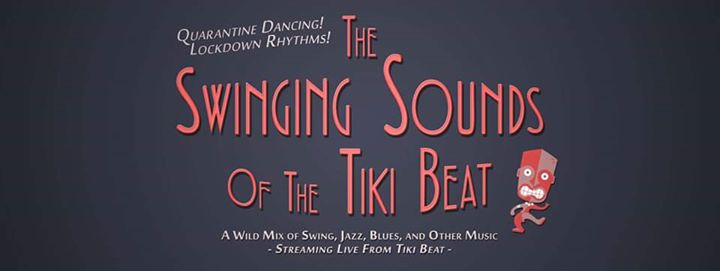 Quarantine Dancing!
Lockdown Rhythms!
The
Swinging Sounds
Of The Tiki Beat
A Wild Mix of Swing, Jazz, Blues, and Other Music
- Streaming Live From Tiki Beat -